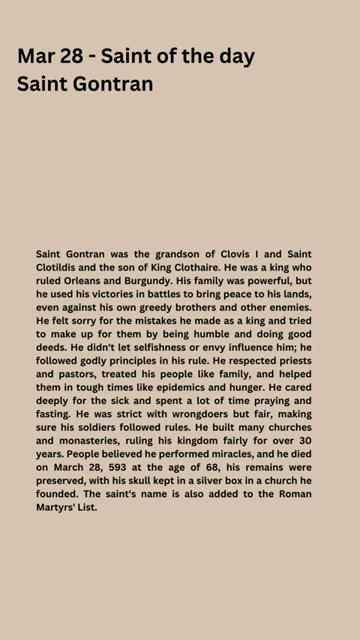 Mar 28 - Saint of the day
Saint Gontran
Saint Gontran was the grandson of Clovis I and Saint
Clotildis and the son of King Clothaire. He was a king who
ruled Orleans and Burgundy. His family was powerful, but
he used his victories in battles to bring peace to his lands,
even against his own greedy brothers and other enemies.
He felt sorry for the mistakes he made as a king and tried
to make up for them by being humble and doing good
deeds. He didn't let selfishness or envy influence him; he
followed godly principles in his rule. He respected priests
and pastors, treated his people like family, and helped
them in tough times like epidemics and hunger. He cared
deeply for the sick and spent a lot of time praying and
fasting. He was strict with wrongdoers but fair, making
sure his soldiers followed rules. He built many churches
and monasteries, ruling his kingdom fairly for over 30
years. People believed he performed miracles, and he died
on March 28, 593 at the age of 68, his remains were
preserved, with his skull kept in a silver box in a church he
founded. The saint's name is also added to the Roman
Martyrs' List.